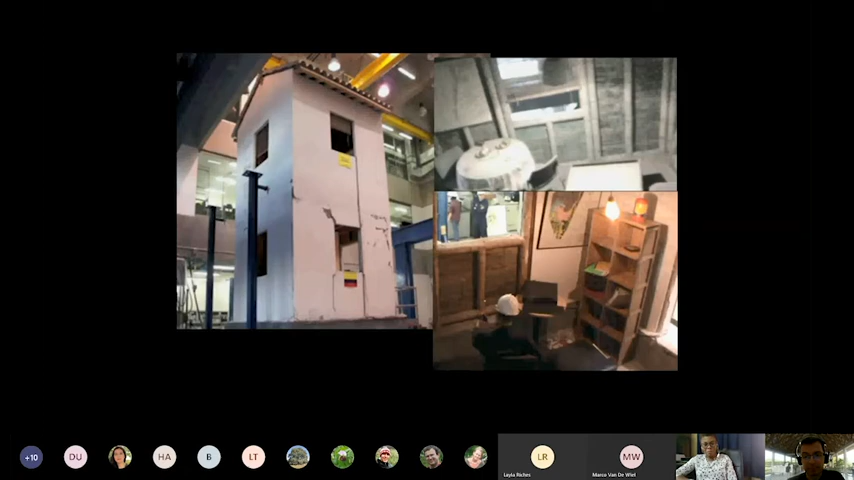 +10
DU
HA
B
LT
LR
Layla Riches
MW
Marco Van De Wiel